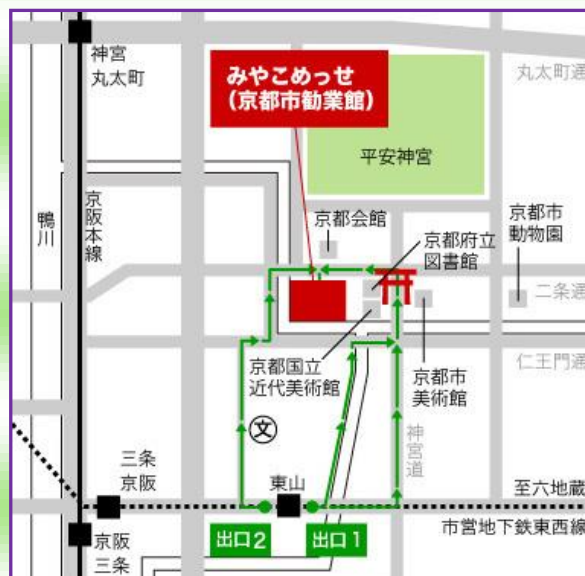 神宮
丸太町
みやこめっせ
(京都市勧業館)
丸太町通
平安神宮
鴨川
京阪本線
京都会館
京都府立
図書館
京都市
動物園
二条通
京都国立
近代美術館
京都市
美術館
仁王門通
文
神宮道
三条
京阪
東山
至六地蔵
出口2
出口1
市営地下鉄東西線
京阪
三条